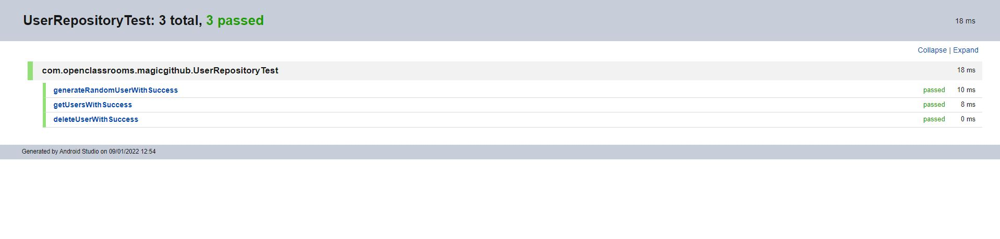 UserRepositoryTest: 3 total, 3 passed 18 ms
Collapse | Expand
com.openclassrooms.magicgithub.UserRepositoryTest 18 ms
generateRandomUserWithSuccess passed 10 ms
getUsersWithSuccess passed 8 ms
deleteUserWithSuccess passed 0 ms
Generated by Android Studio on 09/01/2022 12:54